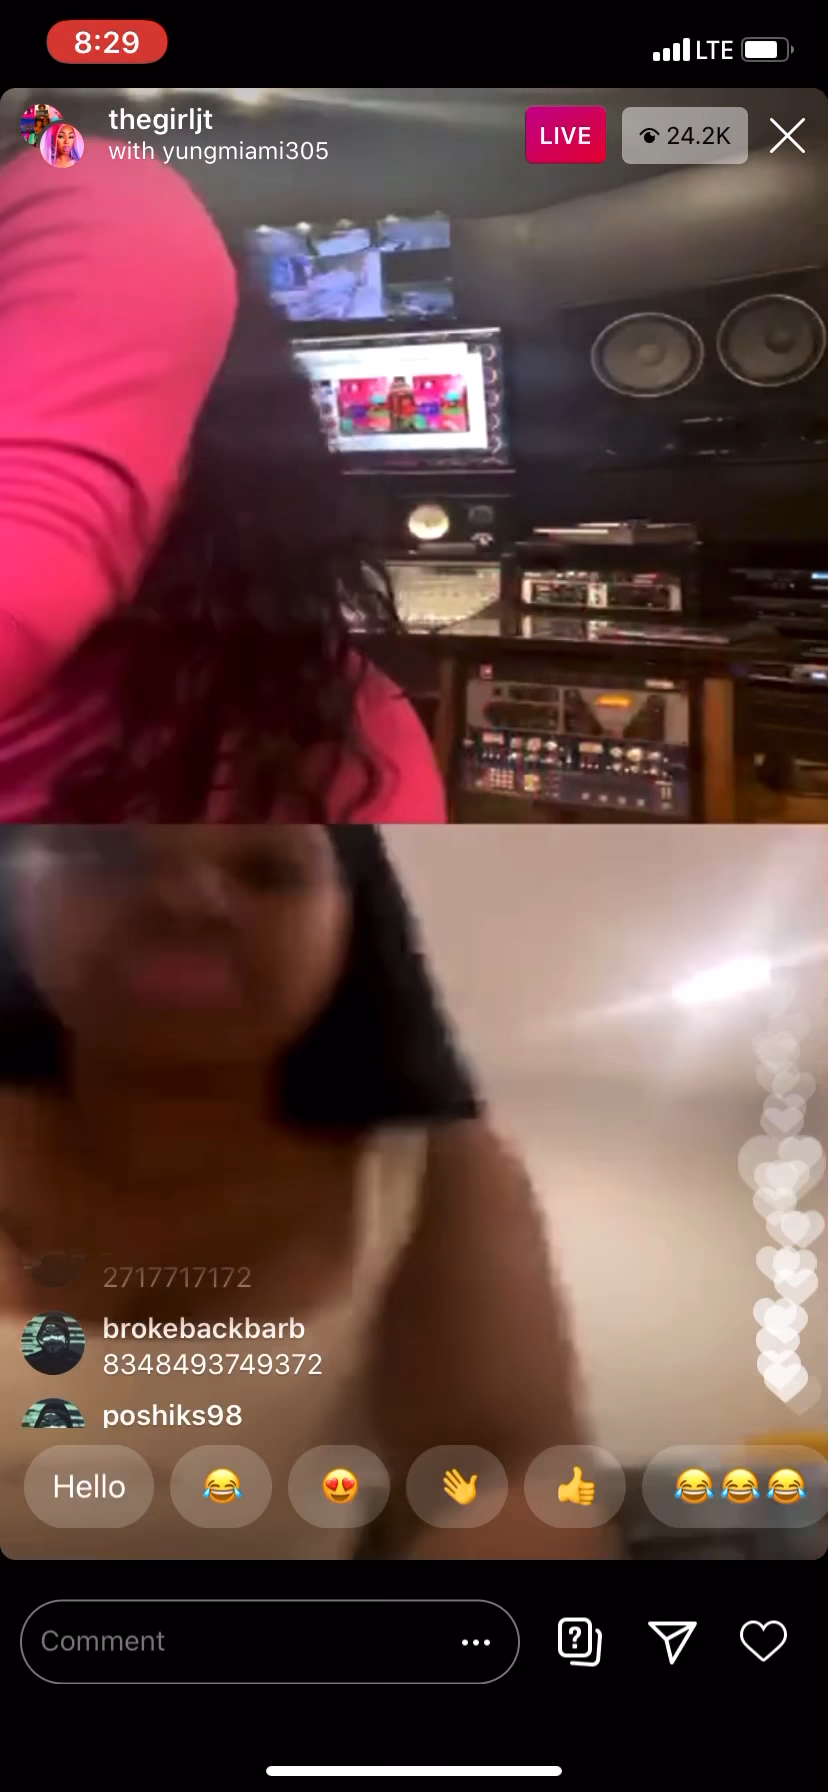 8:29
LTE
thegirljt
with yungmiami305
LIVE
24.2K
2717717172
brokebackbarb
8348493749372
poshiks98
Hello
Comment